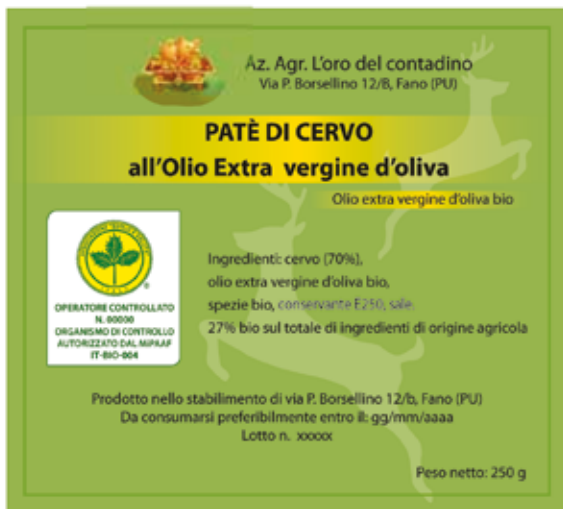 Az. Agr. L'oro del contadino
Via P. Borsellino 12/B, Fano (PU)
PATÈ DI CERVO
all'Olio Extra vergine d'oliva
Olio extra vergine d'oliva bio
Ingredienti: cervo (70%),
olio extra vergine d'oliva bio,
spezie bio, conservante E250, sale.
27% bio sul totale di ingredienti di origine agricola
OPERATORE CONTROLLATO
N. 00000
ORGANISMO DI CONTROLLO
AUTORIZZATO DAL MiPAAF
IT-BIO-004
Prodotto nello stabilimento di via P. Borsellino 12/b, Fano (PU)
Da consumarsi preferibilmente entro il: gg/mm/aaaa
Lotto n. xxxxx
Peso netto: 250 g